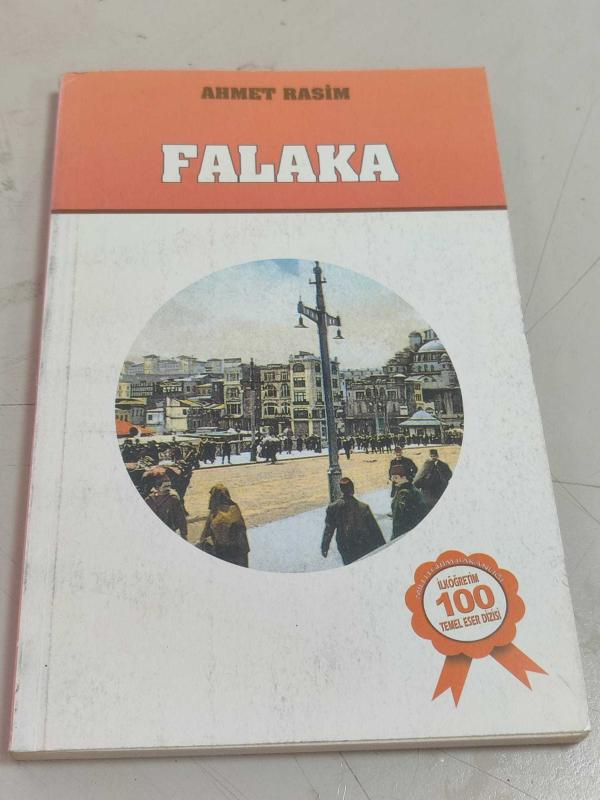 AHMET RASİM
FALAKA
İLKÖĞRETİM
100
TEMEL ESER DİZİSİ